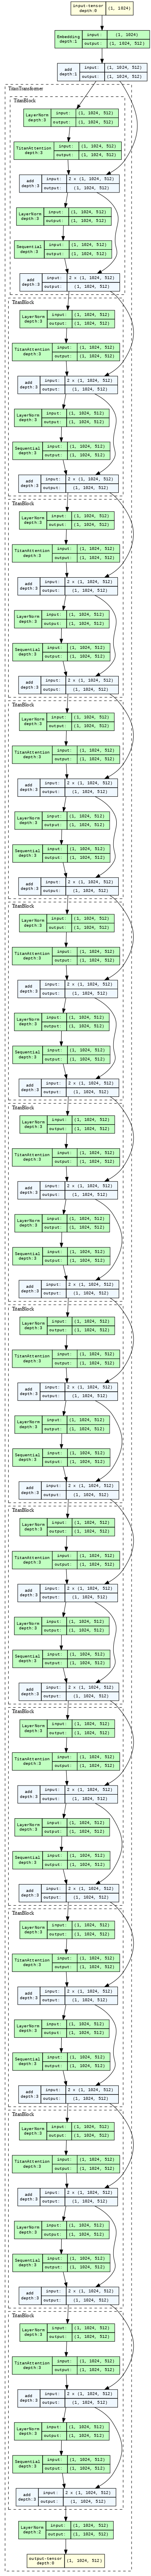 input-tensor (1, 1024)
depth:0
Embedding input: (1, 1024)
depth:1 output: (1, 1024, 512)
add input: (1, 1024, 512)
depth:1 output: (1, 1024, 512)
TitanTransformer
TitanBlock
LayerNorm input: (1, 1024, 512)
depth:3 output: (1, 1024, 512)
TitanAttention input: (1, 1024, 512)
depth:3 output: (1, 1024, 512)
add input: 2 x (1, 1024, 512)
depth:3 output: (1, 1024, 512)
LayerNorm input: (1, 1024, 512)
depth:3 output: (1, 1024, 512)
Sequential input: (1, 1024, 512)
depth:3 output: (1, 1024, 512)
add input: 2 x (1, 1024, 512)
depth:3 output: (1, 1024, 512)
TitanBlock
LayerNorm input: (1, 1024, 512)
depth:3 output: (1, 1024, 512)
TitanAttention input: (1, 1024, 512)
depth:3 output: (1, 1024, 512)
add input: 2 x (1, 1024, 512)
depth:3 output: (1, 1024, 512)
LayerNorm input: (1, 1024, 512)
depth:3 output: (1, 1024, 512)
Sequential input: (1, 1024, 512)
depth:3 output: (1, 1024, 512)
add input: 2 x (1, 1024, 512)
depth:3 output: (1, 1024, 512)
TitanBlock
LayerNorm input: (1, 1024, 512)
depth:3 output: (1, 1024, 512)
TitanAttention input: (1, 1024, 512)
depth:3 output: (1, 1024, 512)
add input: 2 x (1, 1024, 512)
depth:3 output: (1, 1024, 512)
LayerNorm input: (1, 1024, 512)
depth:3 output: (1, 1024, 512)
Sequential input: (1, 1024, 512)
depth:3 output: (1, 1024, 512)
add input: 2 x (1, 1024, 512)
depth:3 output: (1, 1024, 512)
TitanBlock
LayerNorm input: (1, 1024, 512)
depth:3 output: (1, 1024, 512)
TitanAttention input: (1, 1024, 512)
depth:3 output: (1, 1024, 512)
add input: 2 x (1, 1024, 512)
depth:3 output: (1, 1024, 512)
LayerNorm input: (1, 1024, 512)
depth:3 output: (1, 1024, 512)
Sequential input: (1, 1024, 512)
depth:3 output: (1, 1024, 512)
add input: 2 x (1, 1024, 512)
depth:3 output: (1, 1024, 512)
TitanBlock
LayerNorm input: (1, 1024, 512)
depth:3 output: (1, 1024, 512)
TitanAttention input: (1, 1024, 512)
depth:3 output: (1, 1024, 512)
add input: 2 x (1, 1024, 512)
depth:3 output: (1, 1024, 512)
LayerNorm input: (1, 1024, 512)
depth:3 output: (1, 1024, 512)
Sequential input: (1, 1024, 512)
depth:3 output: (1, 1024, 512)
add input: 2 x (1, 1024, 512)
depth:3 output: (1, 1024, 512)
TitanBlock
LayerNorm input: (1, 1024, 512)
depth:3 output: (1, 1024, 512)
TitanAttention input: (1, 1024, 512)
depth:3 output: (1, 1024, 512)
add input: 2 x (1, 1024, 512)
depth:3 output: (1, 1024, 512)
LayerNorm input: (1, 1024, 512)
depth:3 output: (1, 1024, 512)
Sequential input: (1, 1024, 512)
depth:3 output: (1, 1024, 512)
add input: 2 x (1, 1024, 512)
depth:3 output: (1, 1024, 512)
TitanBlock
LayerNorm input: (1, 1024, 512)
depth:3 output: (1, 1024, 512)
TitanAttention input: (1, 1024, 512)
depth:3 output: (1, 1024, 512)
add input: 2 x (1, 1024, 512)
depth:3 output: (1, 1024, 512)
LayerNorm input: (1, 1024, 512)
depth:3 output: (1, 1024, 512)
Sequential input: (1, 1024, 512)
depth:3 output: (1, 1024, 512)
add input: 2 x (1, 1024, 512)
depth:3 output: (1, 1024, 512)
TitanBlock
LayerNorm input: (1, 1024, 512)
depth:3 output: (1, 1024, 512)
TitanAttention input: (1, 1024, 512)
depth:3 output: (1, 1024, 512)
add input: 2 x (1, 1024, 512)
depth:3 output: (1, 1024, 512)
LayerNorm input: (1, 1024, 512)
depth:3 output: (1, 1024, 512)
Sequential input: (1, 1024, 512)
depth:3 output: (1, 1024, 512)
add input: 2 x (1, 1024, 512)
depth:3 output: (1, 1024, 512)
TitanBlock
LayerNorm input: (1, 1024, 512)
depth:3 output: (1, 1024, 512)
TitanAttention input: (1, 1024, 512)
depth:3 output: (1, 1024, 512)
add input: 2 x (1, 1024, 512)
depth:3 output: (1, 1024, 512)
LayerNorm input: (1, 1024, 512)
depth:3 output: (1, 1024, 512)
Sequential input: (1, 1024, 512)
depth:3 output: (1, 1024, 512)
add input: 2 x (1, 1024, 512)
depth:3 output: (1, 1024, 512)
TitanBlock
LayerNorm input: (1, 1024, 512)
depth:3 output: (1, 1024, 512)
TitanAttention input: (1, 1024, 512)
depth:3 output: (1, 1024, 512)
add input: 2 x (1, 1024, 512)
depth:3 output: (1, 1024, 512)
LayerNorm input: (1, 1024, 512)
depth:3 output: (1, 1024, 512)
Sequential input: (1, 1024, 512)
depth:3 output: (1, 1024, 512)
add input: 2 x (1, 1024, 512)
depth:3 output: (1, 1024, 512)
TitanBlock
LayerNorm input: (1, 1024, 512)
depth:3 output: (1, 1024, 512)
TitanAttention input: (1, 1024, 512)
depth:3 output: (1, 1024, 512)
add input: 2 x (1, 1024, 512)
depth:3 output: (1, 1024, 512)
LayerNorm input: (1, 1024, 512)
depth:3 output: (1, 1024, 512)
Sequential input: (1, 1024, 512)
depth:3 output: (1, 1024, 512)
add input: 2 x (1, 1024, 512)
depth:3 output: (1, 1024, 512)
TitanBlock
LayerNorm input: (1, 1024, 512)
depth:3 output: (1, 1024, 512)
TitanAttention input: (1, 1024, 512)
depth:3 output: (1, 1024, 512)
add input: 2 x (1, 1024, 512)
depth:3 output: (1, 1024, 512)
LayerNorm input: (1, 1024, 512)
depth:3 output: (1, 1024, 512)
Sequential input: (1, 1024, 512)
depth:3 output: (1, 1024, 512)
add input: 2 x (1, 1024, 512)
depth:3 output: (1, 1024, 512)
LayerNorm input: (1, 1024, 512)
depth:2 output: (1, 1024, 512)
output-tensor (1, 1024, 512)
depth:0